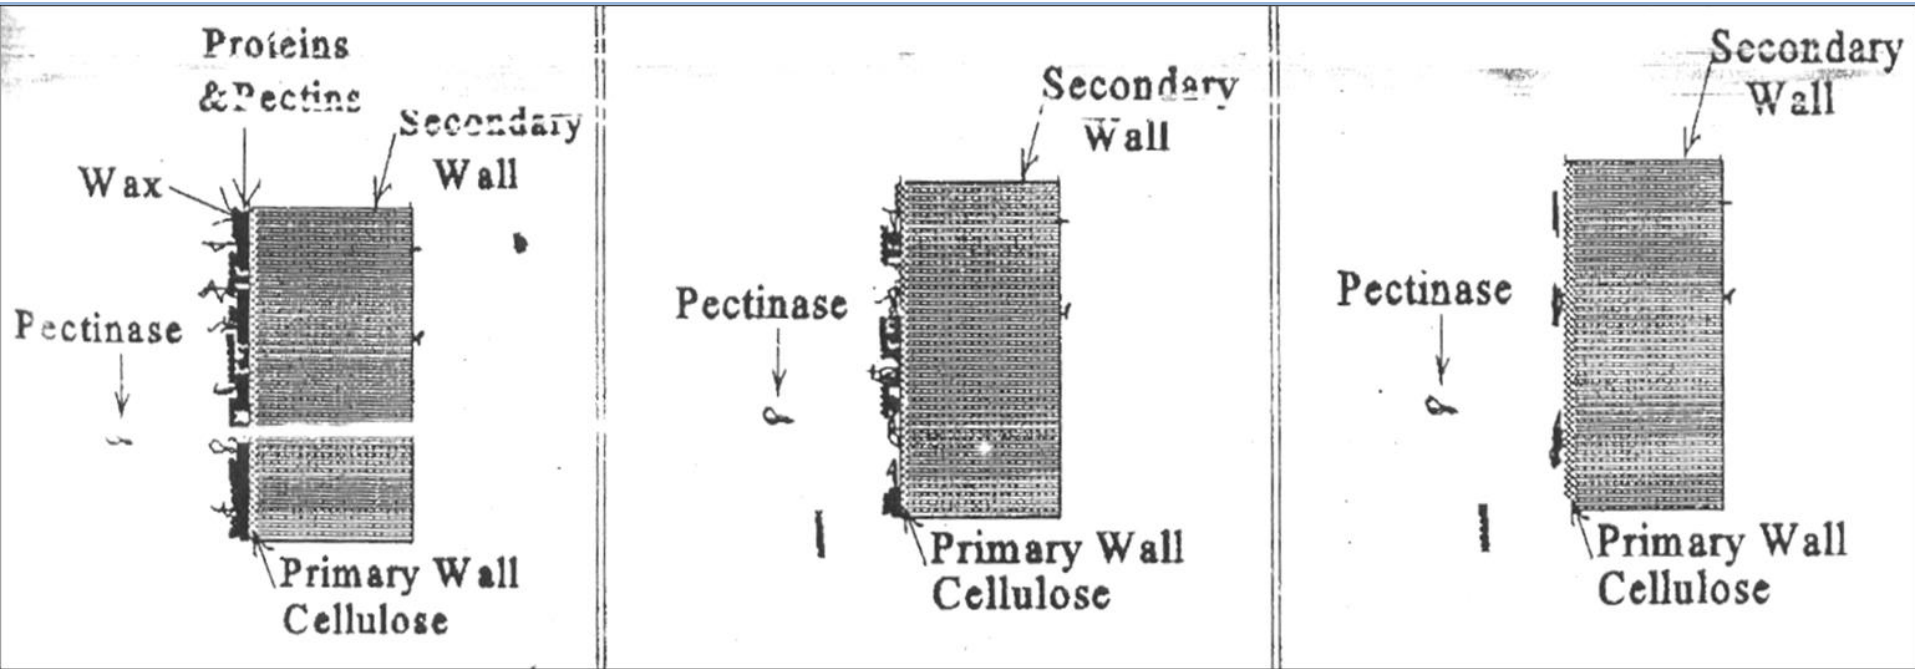 Proteins
& Pectins
Secondary
Wall
Wax
Pectinase
Primary Wall
Cellulose
Secondary
Wall
Pectinase
Primary Wall
Cellulose
Secondary
Wall
Pectinase
Primary Wall
Cellulose